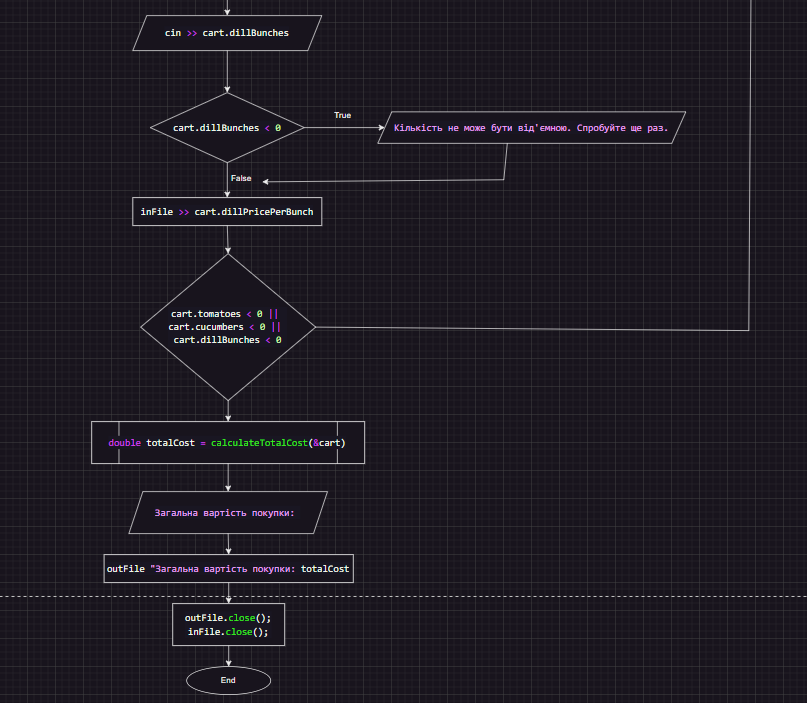 cin >> cart.dillBunches
cart.dillBunches < 0
True
Кількість не може бути від'ємною. Спробуйте ще раз.
False
inFile >> cart.dillPricePerBunch
cart.tomatoes < 0 ||
cart.cucumbers < 0 ||
cart.dillBunches < 0
double totalCost = calculateTotalCost(&cart)
Загальна вартість покупки:
outFile "Загальна вартість покупки: totalCost
outFile.close();
inFile.close();
End